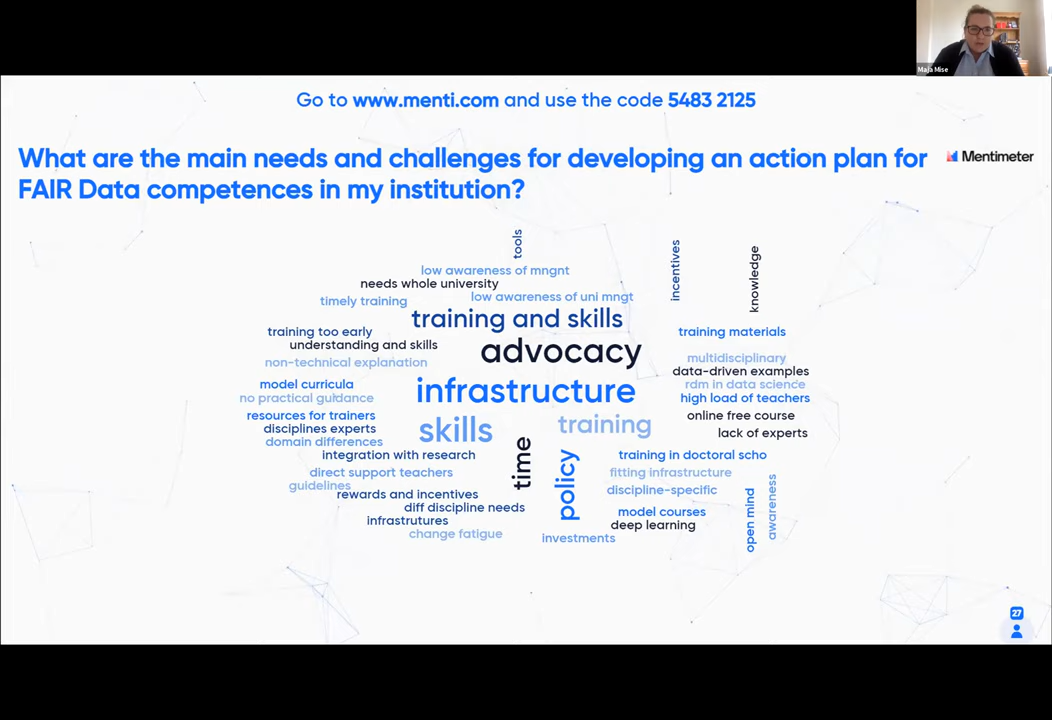 Maja Mise
Go to www.menti.com and use the code 5483 2125
What are the main needs and challenges for developing an action plan for
FAIR Data competences in my institution?
Mentimeter
tools
incentives
knowledge
low awareness of mngnt
needs whole university
timely training
low awareness of uni mngt
training and skills
training too early
training materials
understanding and skills
advocacy
non-technical explanation
multidisciplinary
data-driven examples
model curricula
infrastructure
rdm in data science
no practical guidance
high load of teachers
resources for trainers
online free course
disciplines experts
skills
training
lack of experts
domain differences
integration with research
time
policy
training in doctoral scho
direct support teachers
fitting infrastructure
guidelines
discipline-specific
rewards and incentives
diff discipline needs
model courses
open mind
awareness
infrastrutures
deep learning
change fatigue
investments
27